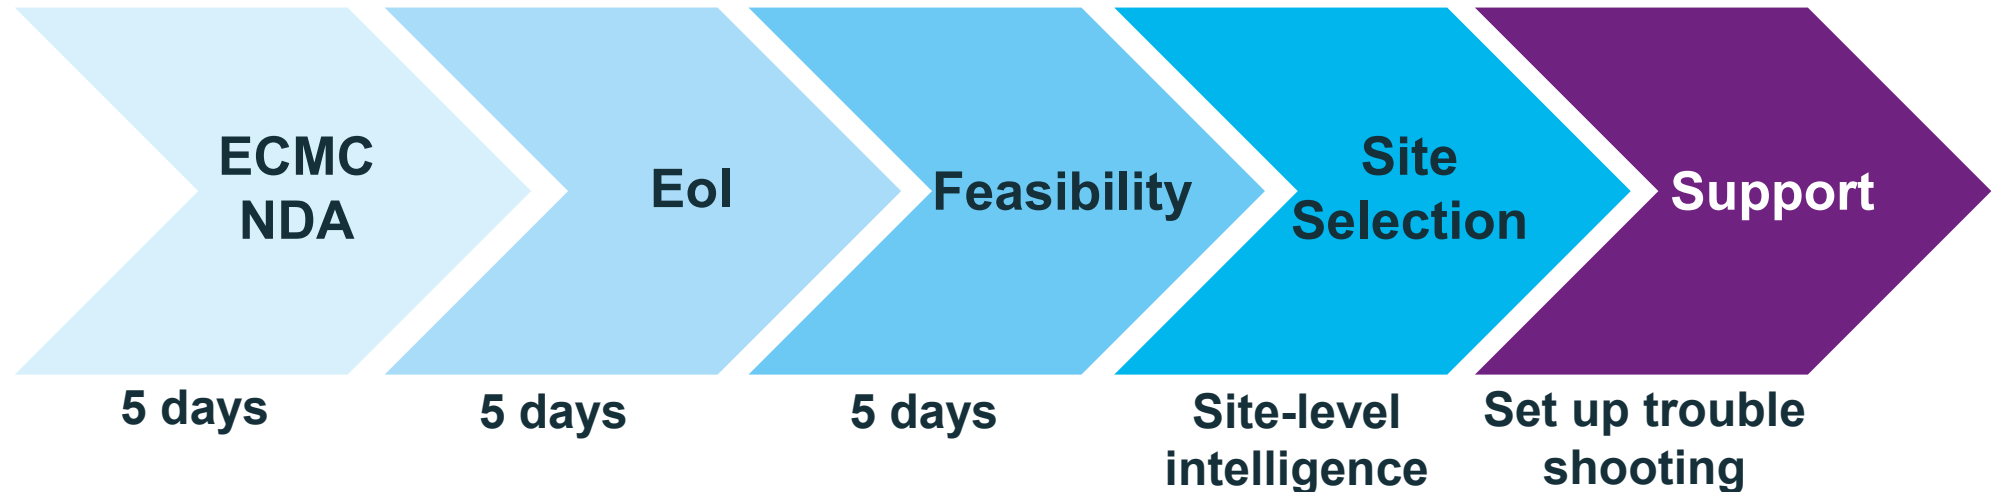 ECMC
NDA
EoI
Feasibility
Site
Selection
Support
5 days
5 days
5 days
Site-level
intelligence
Set up trouble
shooting